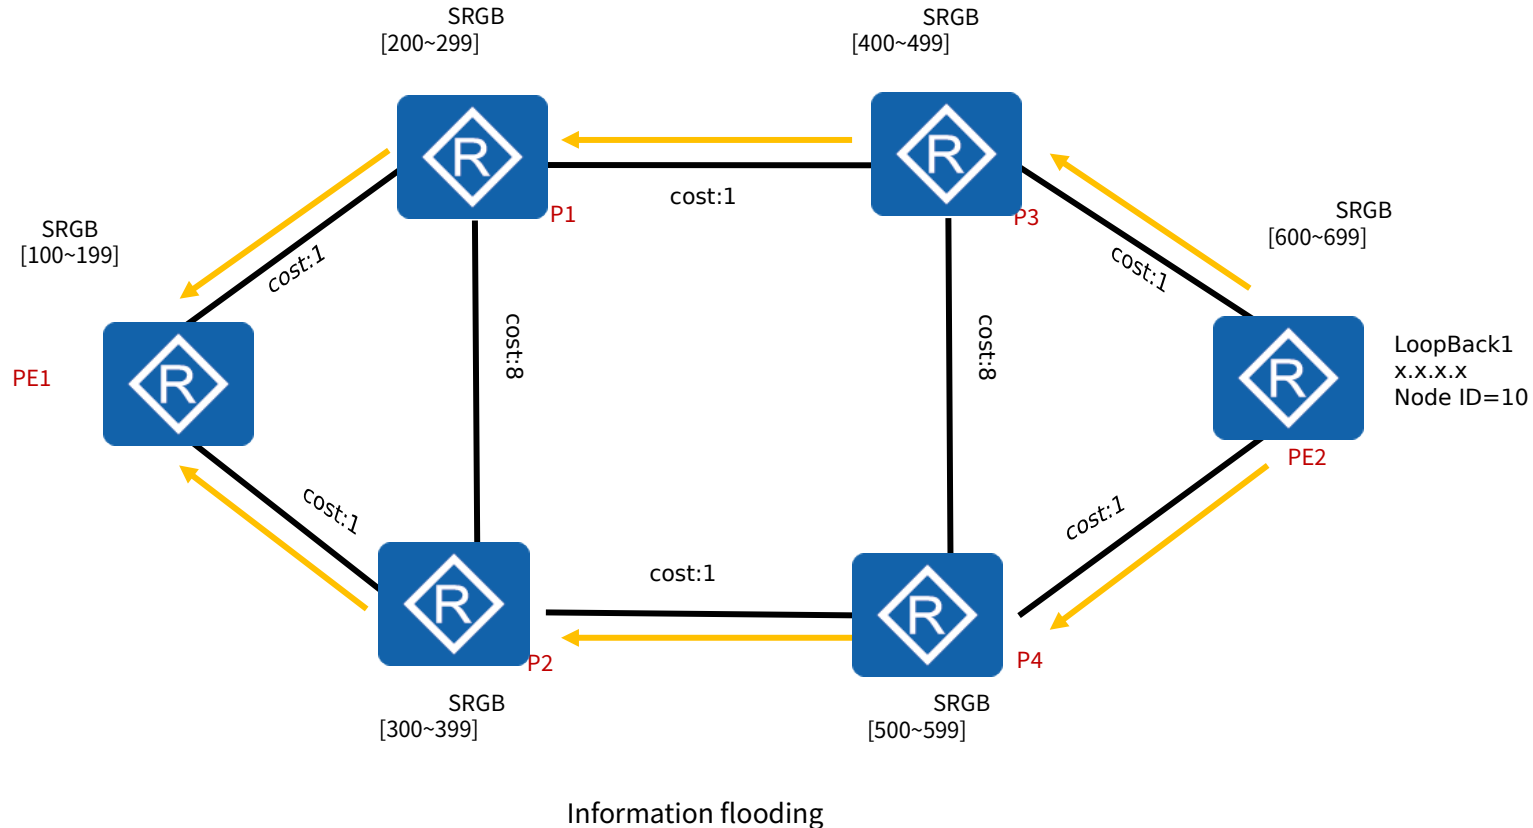 SRGB
[200~299]
SRGB
[400~499]
R
R
cost:1
P1
P3
SRGB
[100~199]
cost:1
cost:1
SRGB
[600~699]
PE1
R
cost:8
cost:8
R
LoopBack1
x.x.x.x
Node ID=10
PE2
cost:1
cost:1
cost:1
R
R
P2
P4
SRGB
[300~399]
SRGB
[500~599]
Information flooding